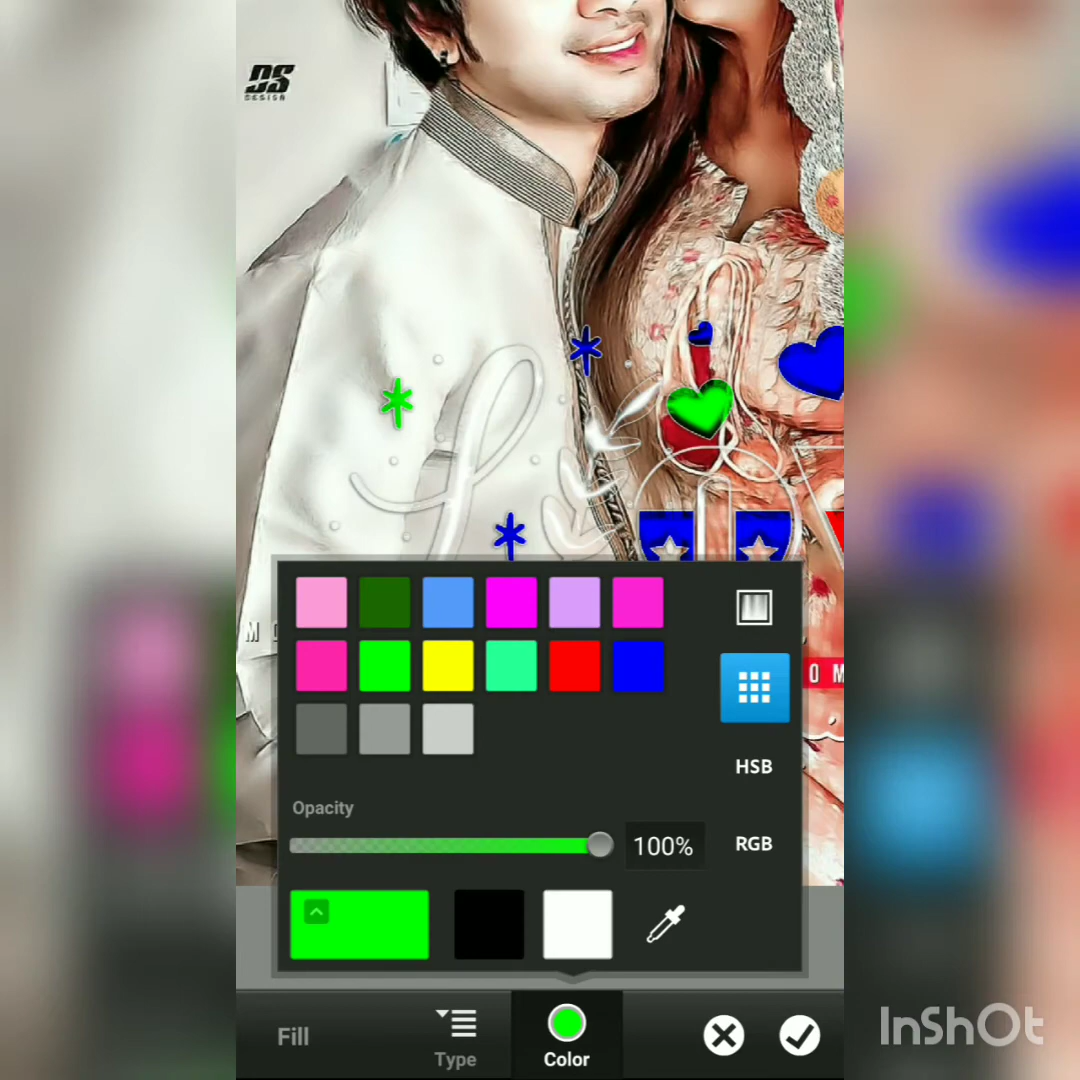 DS
DESIGN
M
O M
HSB
Opacity
100%
RGB
Fill
Type
Color
InShOt